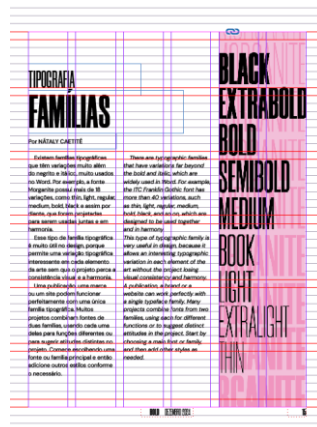 TIPOGRAFIA
FAMÍLIAS
Por NÁTALY CAETITÉ
Existem famílias tipográficas
que têm variações muito além
do negrito e itálico, muito usados
no Word. Por exemplo, a fonte
Morganite possui mais de 18
variações, como thin, light, regular,
medium, bold, black e assim por
diante, que foram projetadas
para serem usadas juntas e em
harmonia.
Esse tipo de família tipográfica
é muito útil no design, porque
permite uma variação tipográfica
interessante em cada elemento
da arte sem que o projeto perca a
consistência visual e a harmonia.
Uma publicação, uma marca
ou um site podem funcionar
perfeitamente com uma única
família tipográfica. Muitos
projetos combinam fontes de
duas famílias, usando cada uma
delas para funções diferentes ou
para sugerir atitudes distintas no
projeto. Comece escolhendo uma
fonte ou família principal e então
adicione outros estilos conforme
o necessário.
There are typographic families
that have variations far beyond
the bold and italic, which are
widely used in Word. For example,
the ITC Franklin Gothic font has
more than 40 variations, such
as thin, light, regular, medium,
bold, black, and so on, which are
designed to be used together
and in harmony.
This type of typographic family is
very useful in design, because it
allows an interesting typographic
variation in each element of the
art without the project losing
visual consistency and harmony.
A publication, a brand or a
website can work perfectly with
a single typeface family. Many
projects combine fonts from two
families, using each for different
functions or to suggest distinct
attitudes in the project. Start by
choosing a main font or family,
and then add other styles as
needed.
BLACK
EXTRABOLD
BOLD
SEMIBOLD
MEDIUM
BOOK
LIGHT
EXTRALIGHT
THIN
BOLD DEZEMBRO 2024
15